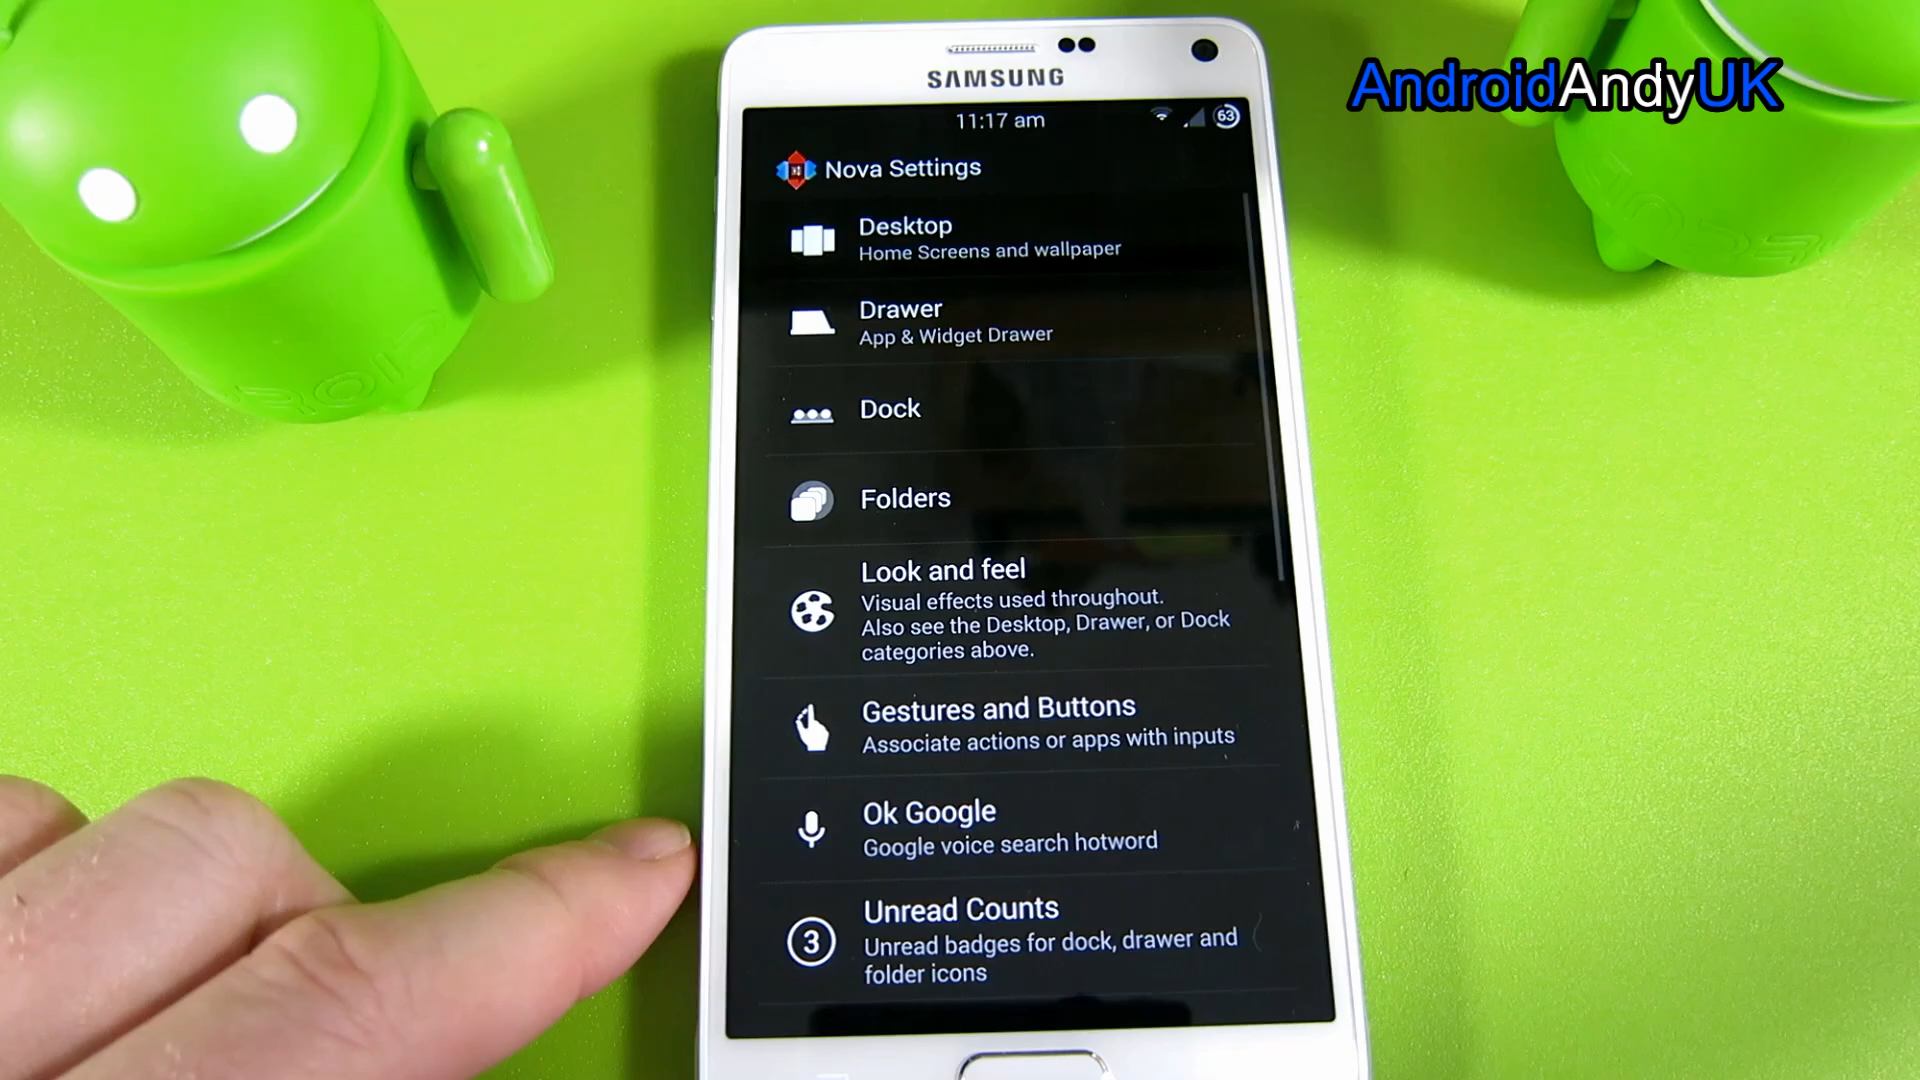 AndroidAndyUK
SAMSUNG
11:17 am
63
Nova Settings
Desktop
Home Screens and wallpaper
Drawer
App & Widget Drawer
Dock
Folders
Look and feel
Visual effects used throughout.
Also see the Desktop, Drawer, or Dock
categories above.
Gestures and Buttons
Associate actions or apps with inputs
Ok Google
Google voice search hotword
3
Unread Counts
Unread badges for dock, drawer and
folder icons